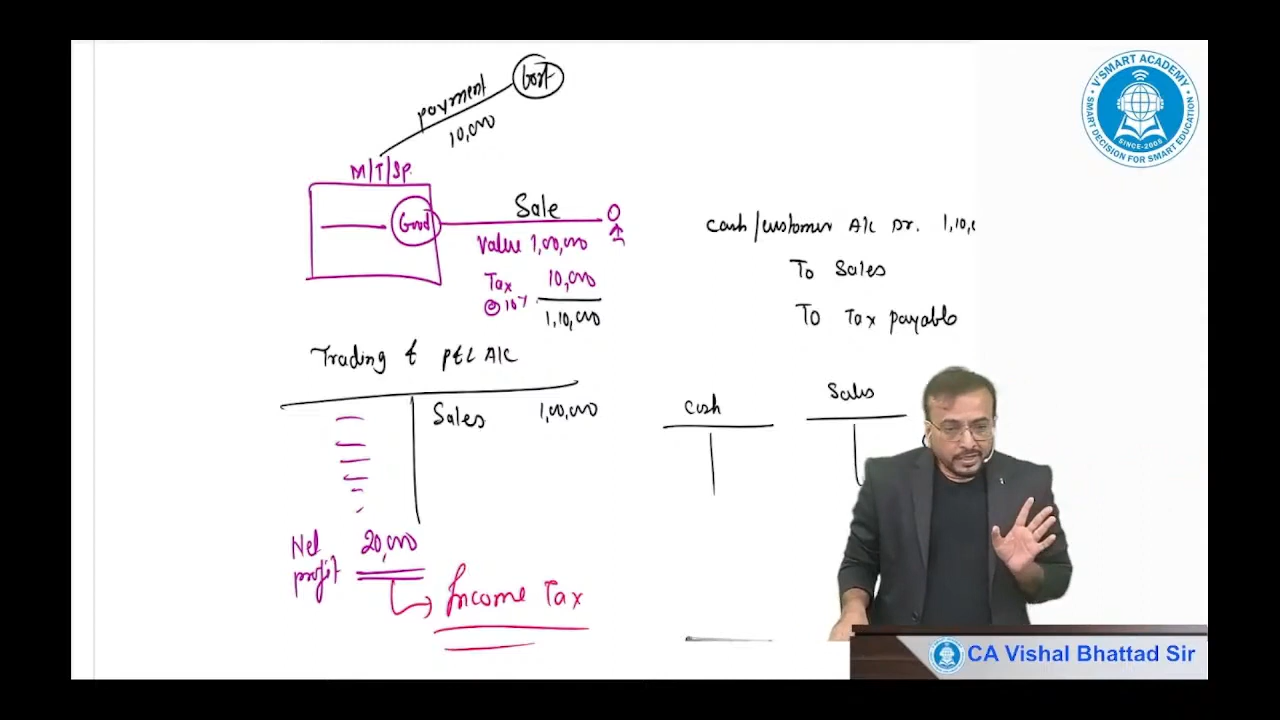 Govt
payment
10,000
M/T/SP.
Good
Sale
Value 1,00,000
Tax 10,000
@ 10%
1,10,000
Cash/customer A/c Dr. 1,10,
To Sales
To Tax payable
Trading & P&L A/c
Sales 1,00,000
Net profit 20,000
Income Tax
Cash
Sales
V'SMART ACADEMY
SINCE-2006
SMART DECISION FOR SMART EDUCATION
CA Vishal Bhattad Sir